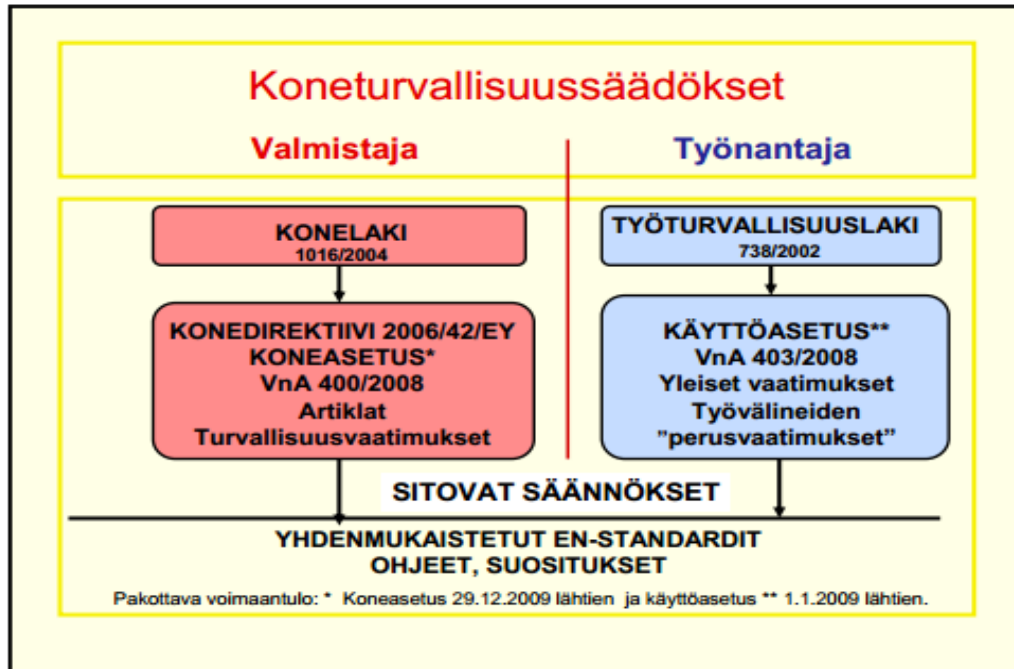 Koneturvallisuussäädökset
Valmistaja
Työnantaja
KONELAKI
1016/2004
TYÖTURVALLISUUSLAKI
738/2002
KONEDIREKTIIVI 2006/42/EY
KONEASETUS*
VnA 400/2008
Artiklat
Turvallisuusvaatimukset
KÄYTTÖASETUS**
VnA 403/2008
Yleiset vaatimukset
Työvälineiden
"perusvaatimukset"
SITOVAT SÄÄNNÖKSET
YHDENMUKAISTETUT EN-STANDARDIT
OHJEET, SUOSITUKSET
Pakottava voimaantulo: * Koneasetus 29.12.2009 lähtien ja käyttöasetus ** 1.1.2009 lähtien.